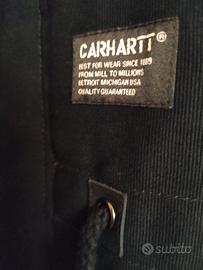 CARHARTT®
BEST FOR WEAR SINCE 1889
FROM MILL TO MILLIONS
DETROIT MICHIGAN USA
QUALITY GUARANTEED
subito